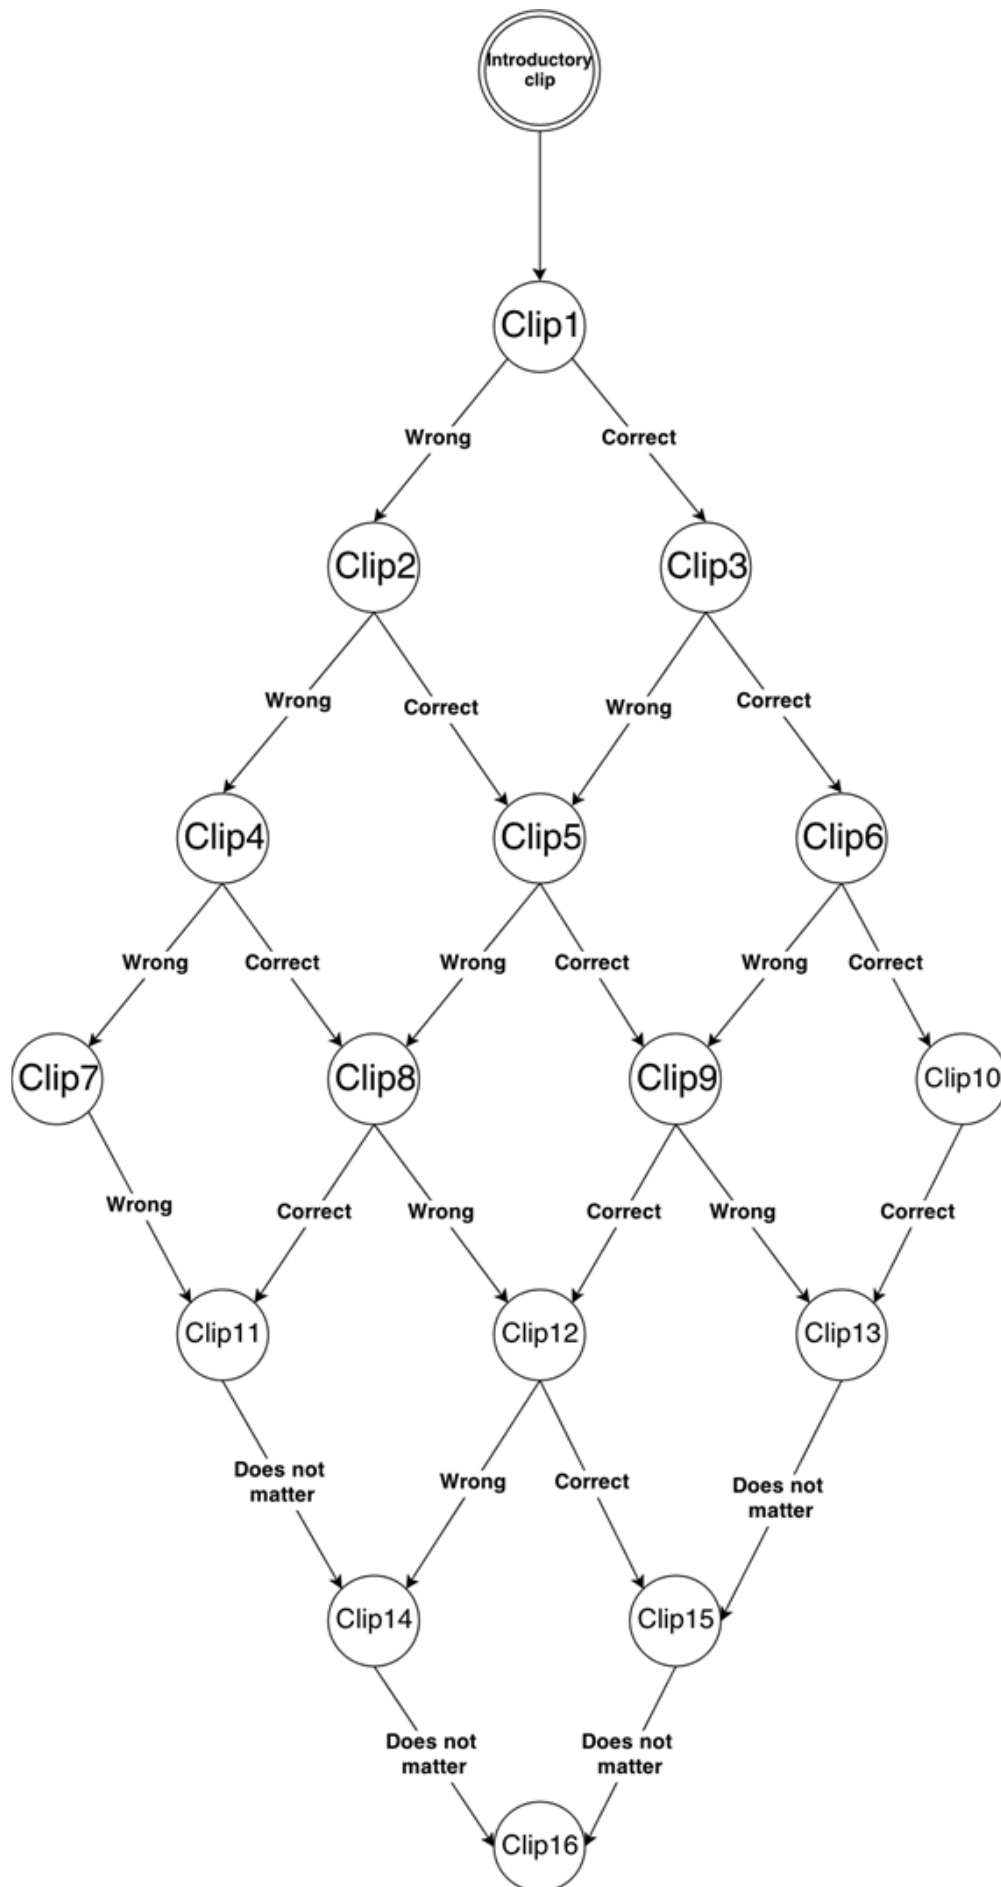 Introductory
clip
Clip1
Wrong
Correct
Clip2
Clip3
Wrong
Correct
Wrong
Correct
Clip4
Clip5
Clip6
Wrong
Correct
Wrong
Correct
Wrong
Correct
Clip7
Clip8
Clip9
Clip10
Wrong
Correct
Wrong
Correct
Wrong
Correct
Clip11
Clip12
Clip13
Does not
matter
Wrong
Correct
Does not
matter
Clip14
Clip15
Does not
matter
Does not
matter
Clip16